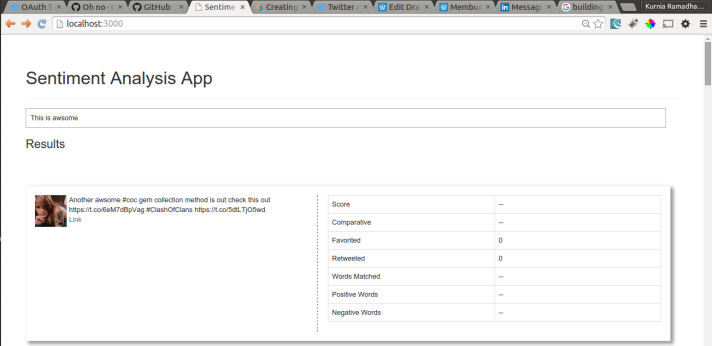 OAuth T
Oh no · G
GitHub
Sentime
Creating
Twitter A
Edit Dra
Membua
Messagi
building
Kurnia Ramadha...
localhost:3000
Sentiment Analysis App
This is awsome
Results
Another awsome #coc gem collection method is out check this out
https://t.co/6eM7dBpVag #ClashOfClans https://t.co/5dtLTjO5wd
Link
Score --
Comparative --
Favorited 0
Retweeted 0
Words Matched --
Positive Words --
Negative Words --